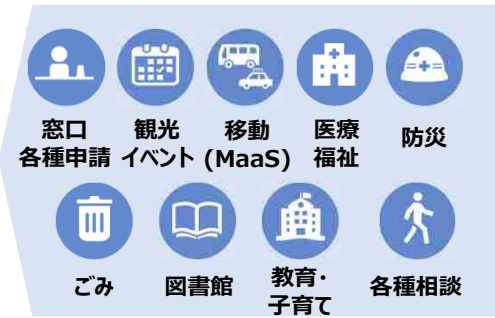 窓口
各種申請
観光
イベント
移動
(MaaS)
医療
福祉
防災
ごみ
図書館
教育・
子育て
各種相談